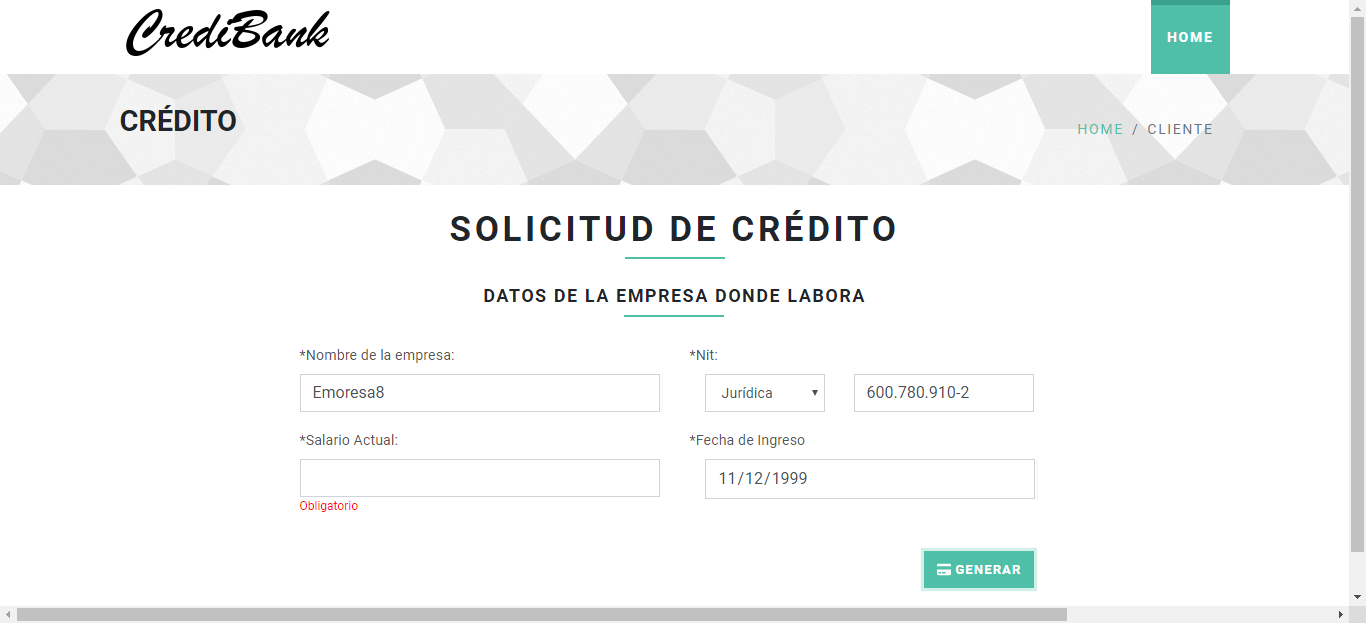 CrediBank
HOME
CRÉDITO
HOME / CLIENTE
SOLICITUD DE CRÉDITO
DATOS DE LA EMPRESA DONDE LABORA
*Nombre de la empresa: *Nit:
Emoresa8 Jurídica 600.780.910-2
*Salario Actual: *Fecha de Ingreso
11/12/1999
Obligatorio
GENERAR